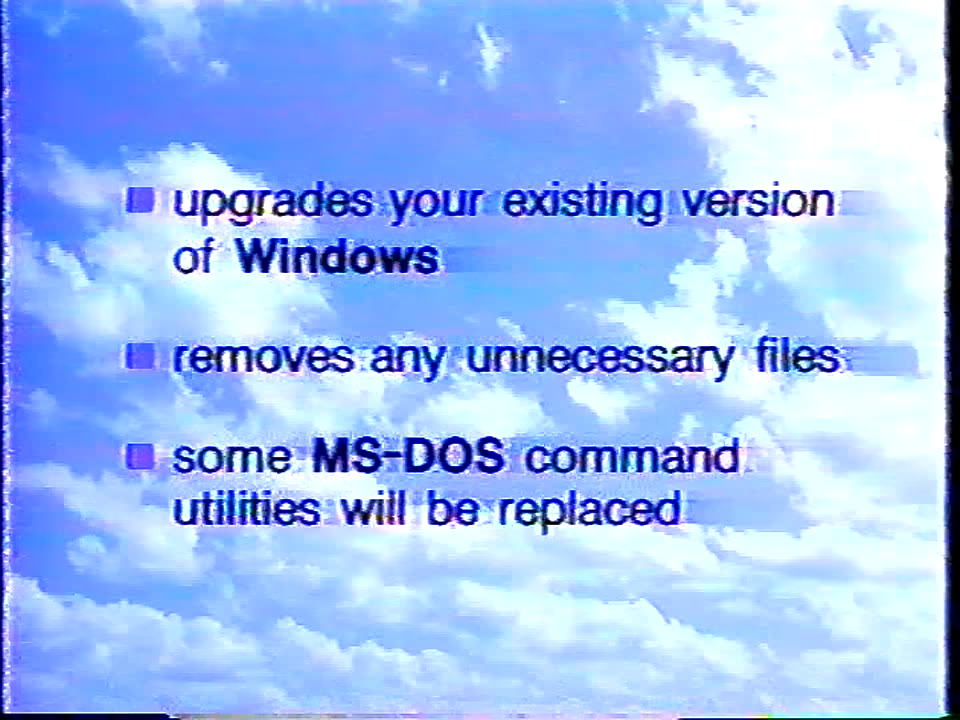 upgrades your existing version
of Windows
removes any unnecessary files
some MS-DOS command
utilities will be replaced